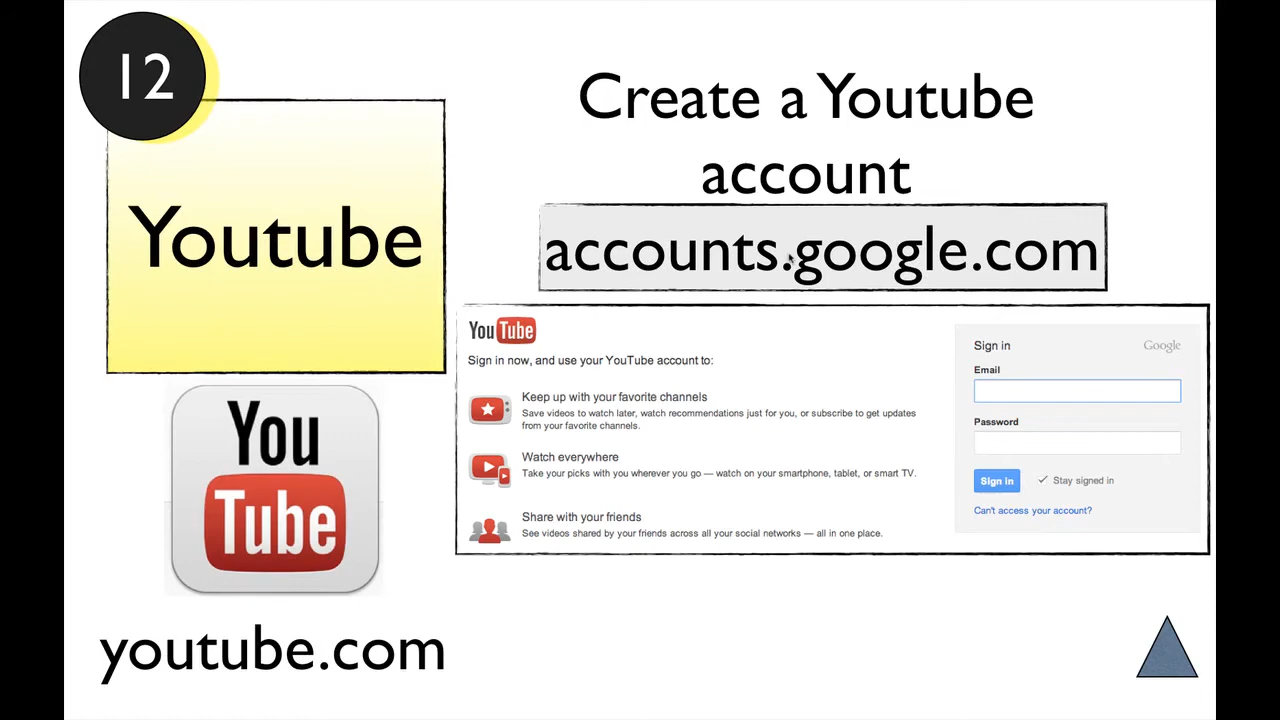 12
Youtube
You
Tube
youtube.com
Create a Youtube
account
accounts.google.com
YouTube
Sign in now, and use your YouTube account to:
Keep up with your favorite channels
Save videos to watch later, watch recommendations just for you, or subscribe to get updates
from your favorite channels.
Watch everywhere
Take your picks with you wherever you go — watch on your smartphone, tablet, or smart TV.
Share with your friends
See videos shared by your friends across all your social networks — all in one place.
Sign in Google
Email
Password
Sign in Stay signed in
Can't access your account?